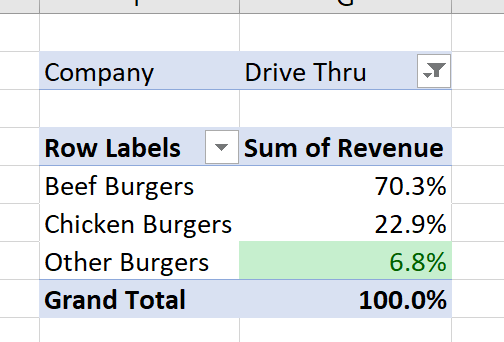 Company Drive Thru
Row Labels Sum of Revenue
Beef Burgers 70.3%
Chicken Burgers 22.9%
Other Burgers 6.8%
Grand Total 100.0%